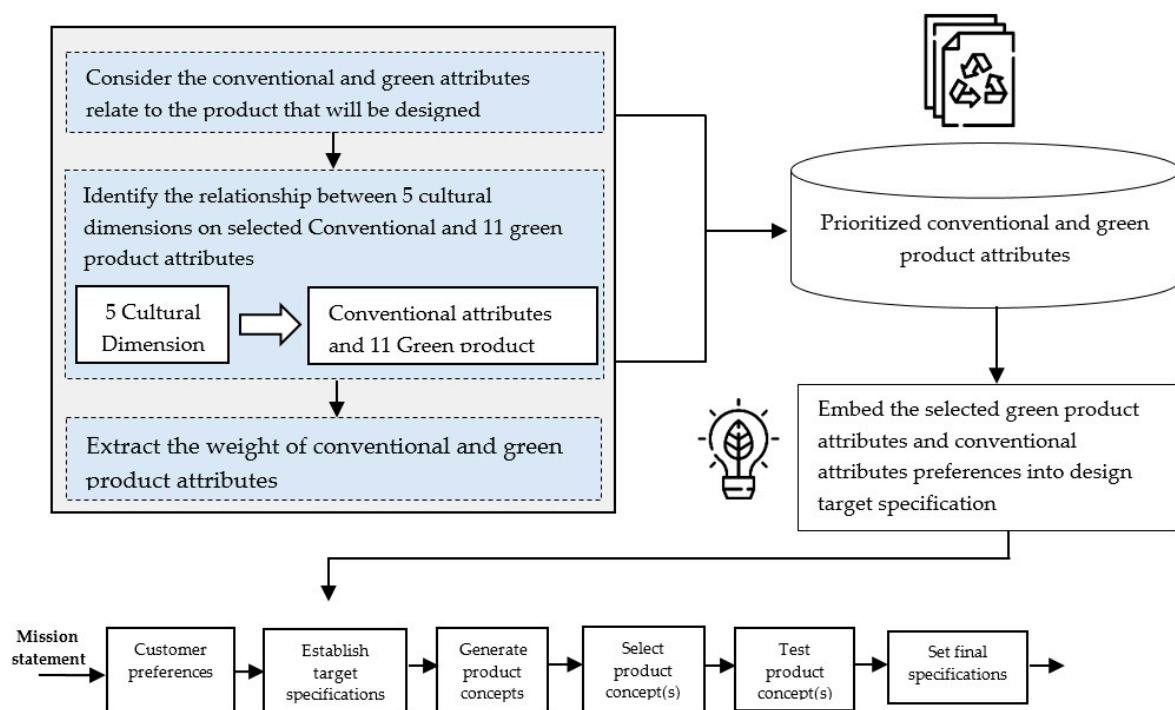 Consider the conventional and green attributes
relate to the product that will be designed
Identify the relationship between 5 cultural
dimensions on selected Conventional and 11 green
product attributes
5 Cultural
Dimension
Conventional attributes
and 11 Green product
Extract the weight of conventional and green
product attributes
Prioritized conventional and green
product attributes
Embed the selected green product
attributes and conventional
attributes preferences into design
target specification
Mission
statement
Customer
preferences
Establish
target
specifications
Generate
product
concepts
Select
product
concept(s)
Test
product
concept(s)
Set final
specifications